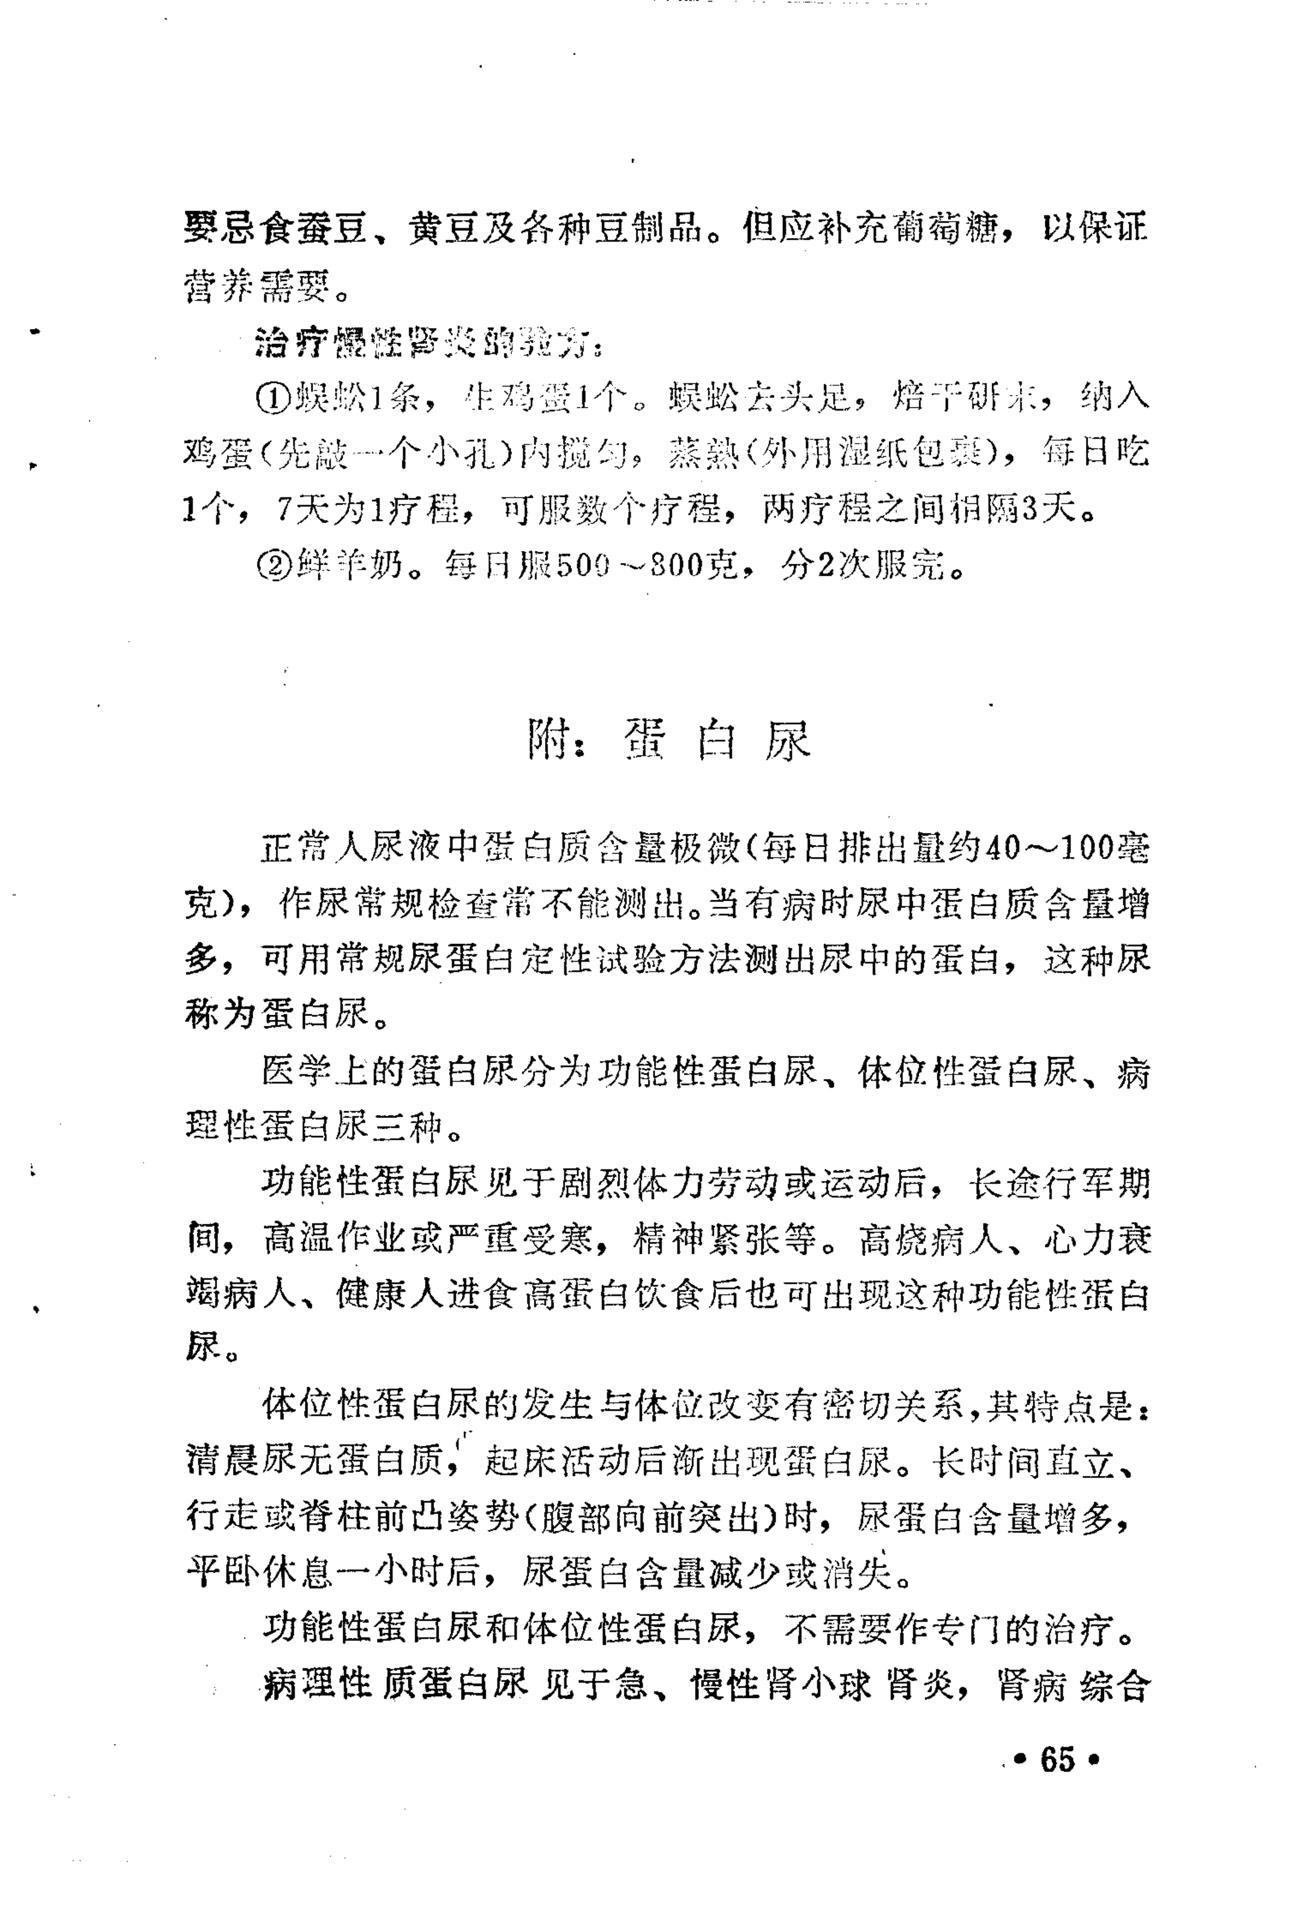 要忌食蚕豆、黄豆及各种豆制品。但应补充葡萄糖，以保证
营养需要。
治疗慢性肾炎的验方：
①蜈蚣1条，生鸡蛋1个。蜈蚣去头足，焙干研末，纳入
鸡蛋(先敲一个小孔)内搅匀，蒸熟(外用湿纸包裹)，每日吃
1个，7天为1疗程，可服数个疗程，两疗程之间相隔3天。
②鲜羊奶。每日服500～800克，分2次服完。
附：蛋白尿
正常人尿液中蛋白质含量极微(每日排出量约40～100毫
克)，作尿常规检查常不能测出。当有病时尿中蛋白质含量增
多，可用常规尿蛋白定性试验方法测出尿中的蛋白，这种尿
称为蛋白尿。
医学上的蛋白尿分为功能性蛋白尿、体位性蛋白尿、病
理性蛋白尿三种。
功能性蛋白尿见于剧烈体力劳动或运动后，长途行军期
间，高温作业或严重受寒，精神紧张等。高烧病人、心力衰
竭病人、健康人进食高蛋白饮食后也可出现这种功能性蛋白
尿。
体位性蛋白尿的发生与体位改变有密切关系，其特点是：
清晨尿无蛋白质，起床活动后渐出现蛋白尿。长时间直立、
行走或脊柱前凸姿势(腹部向前突出)时，尿蛋白含量增多，
平卧休息一小时后，尿蛋白含量减少或消失。
功能性蛋白尿和体位性蛋白尿，不需要作专门的治疗。
病理性质蛋白尿见于急、慢性肾小球肾炎，肾病综合
•65•